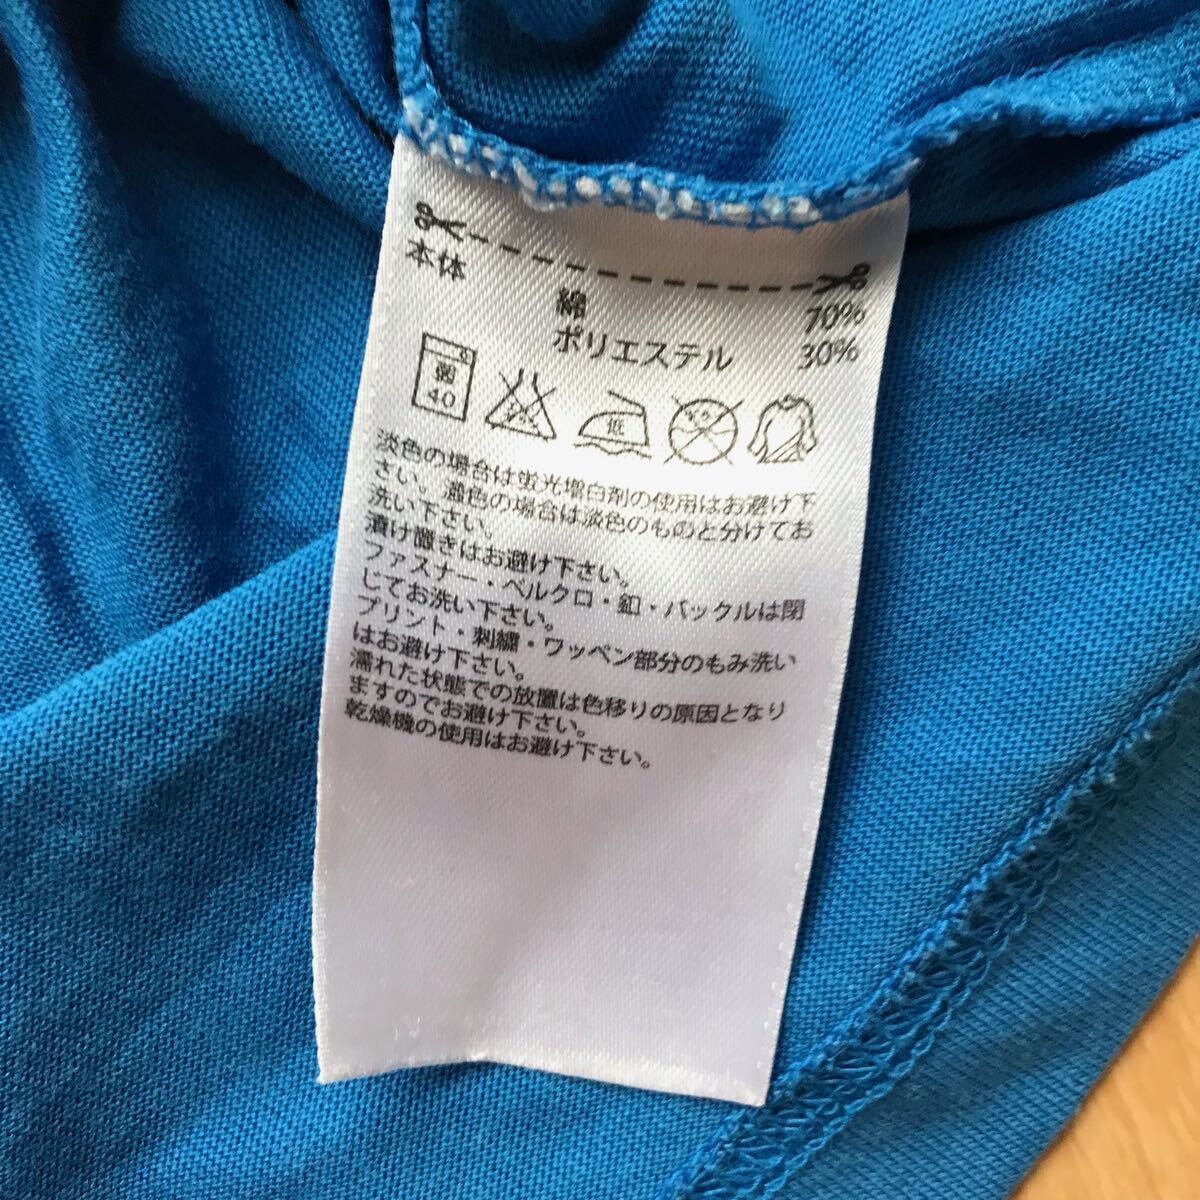 本体
綿 70%
ポリエステル 30%
40
低
淡色の場合は蛍光増白剤の使用はお避け下
さい。濃色の場合は淡色のものと分けてお
洗い下さい。
漬け置きはお避け下さい。
ファスナー・ベルクロ・釦・バックルは閉
じてお洗い下さい。
プリント・刺繍・ワッペン部分のもみ洗い
はお避け下さい。
濡れた状態での放置は色移りの原因となり
ますのでお避け下さい。
乾燥機の使用はお避け下さい。